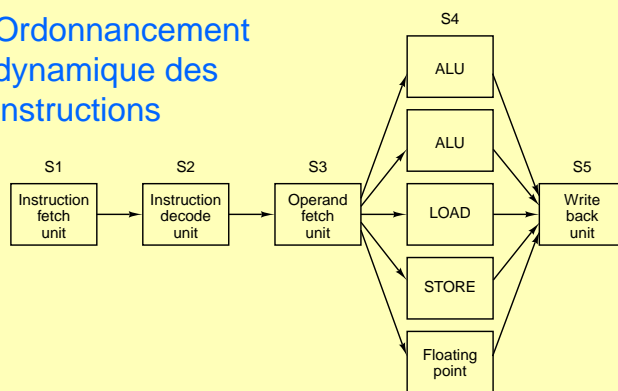 Ordonnancement
dynamique des
instructions
S4
ALU
ALU
S1
S2
S3
S5
Instruction
fetch
unit
Instruction
decode
unit
Operand
fetch
unit
LOAD
Write
back
unit
STORE
Floating
point